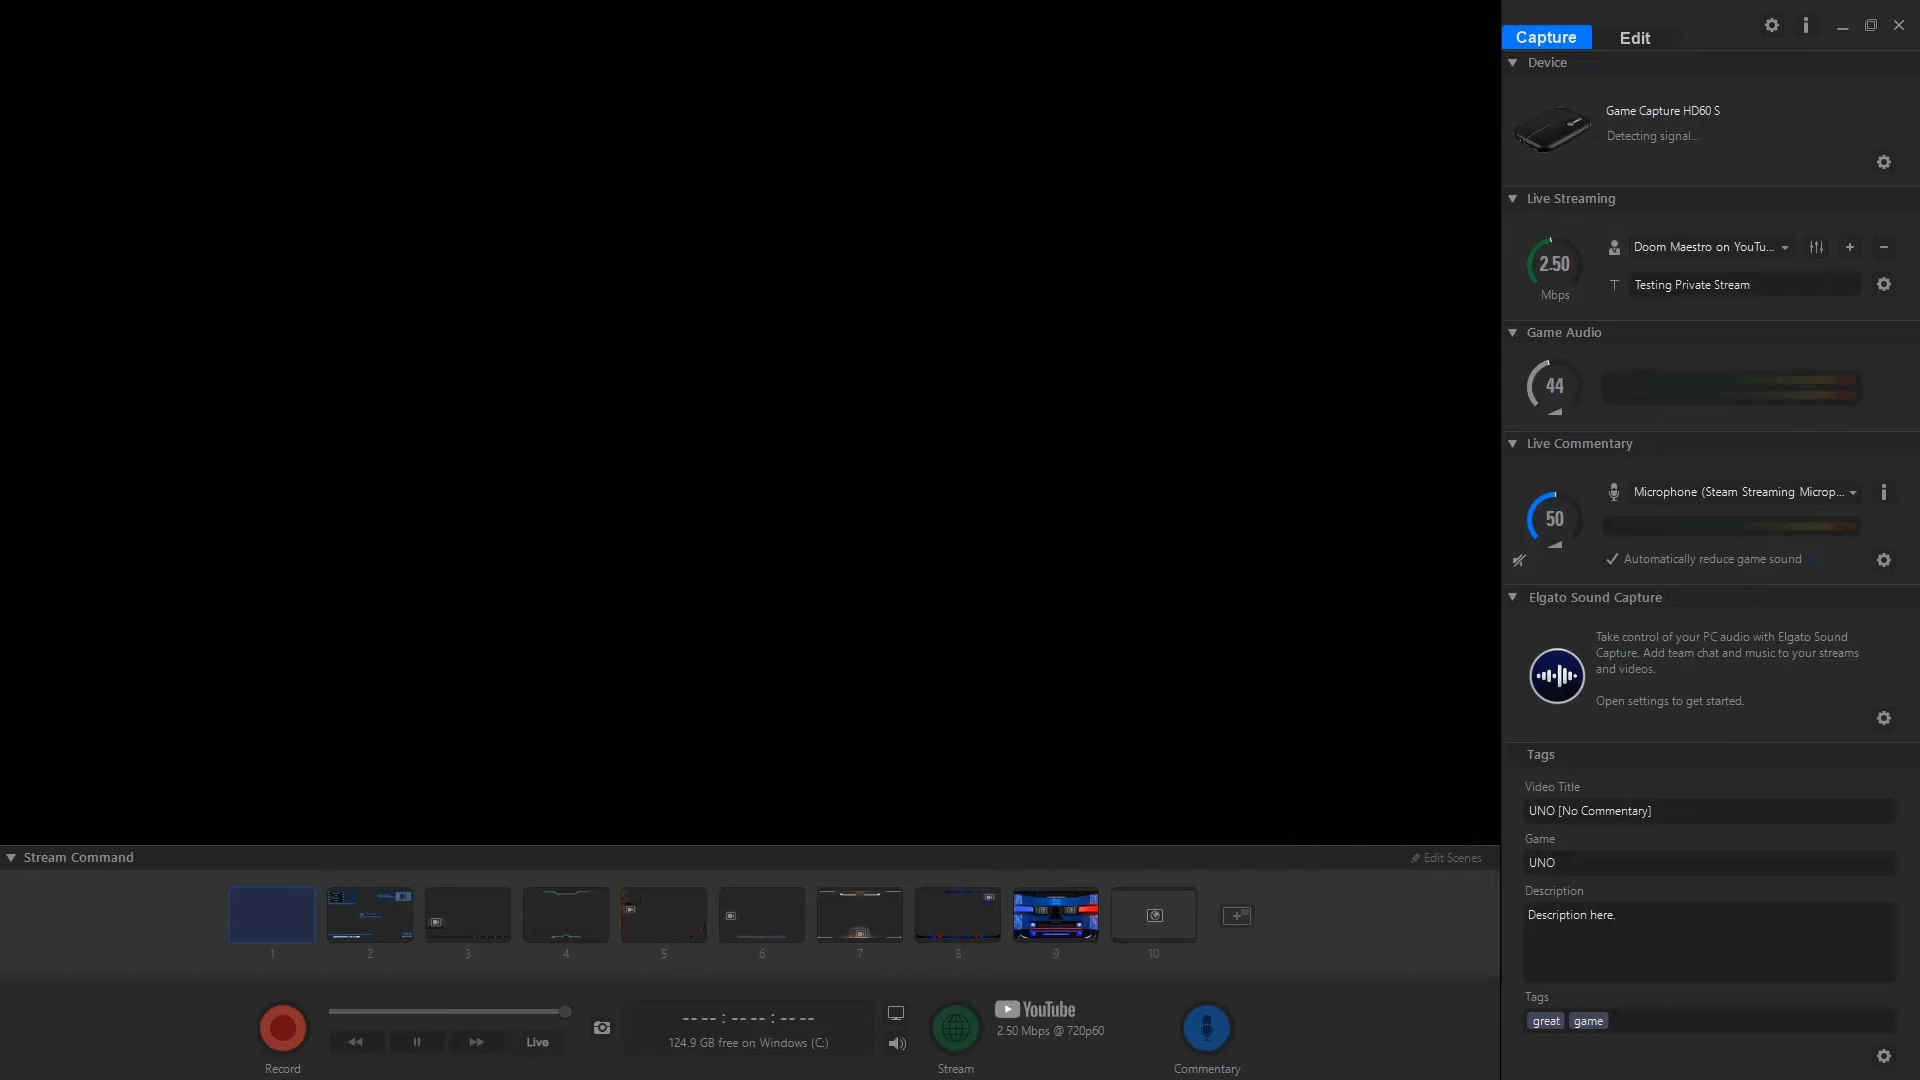 Capture
Edit
Device
Game Capture HD60 S
Detecting signal...
Live Streaming
2.50
Mbps
Doom Maestro on YouTu...
T
Testing Private Stream
Game Audio
44
Live Commentary
50
Microphone (Steam Streaming Microp...
Automatically reduce game sound
Elgato Sound Capture
Take control of your PC audio with Elgato Sound
Capture. Add team chat and music to your streams
and videos.
Open settings to get started.
Tags
Video Title
UNO [No Commentary]
Game
UNO
Description
Description here.
Tags
great game
Stream Command
Edit Scenes
1 2 3 4 5 6 7 8 9 10
Record
Live
-- -- : -- -- : -- --
124.9 GB free on Windows (C:)
Stream
YouTube
2.50 Mbps @ 720p60
Commentary